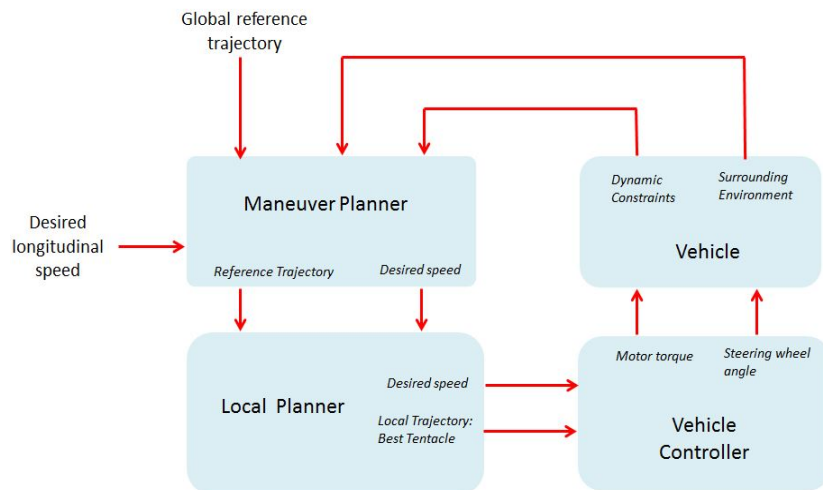 Global reference
trajectory
Maneuver Planner
Dynamic
Constraints
Surrounding
Environment
Vehicle
Desired
longitudinal
speed
Reference Trajectory
Desired speed
Local Planner
Desired speed
Local Trajectory:
Best Tentacle
Motor torque
Steering wheel
angle
Vehicle
Controller